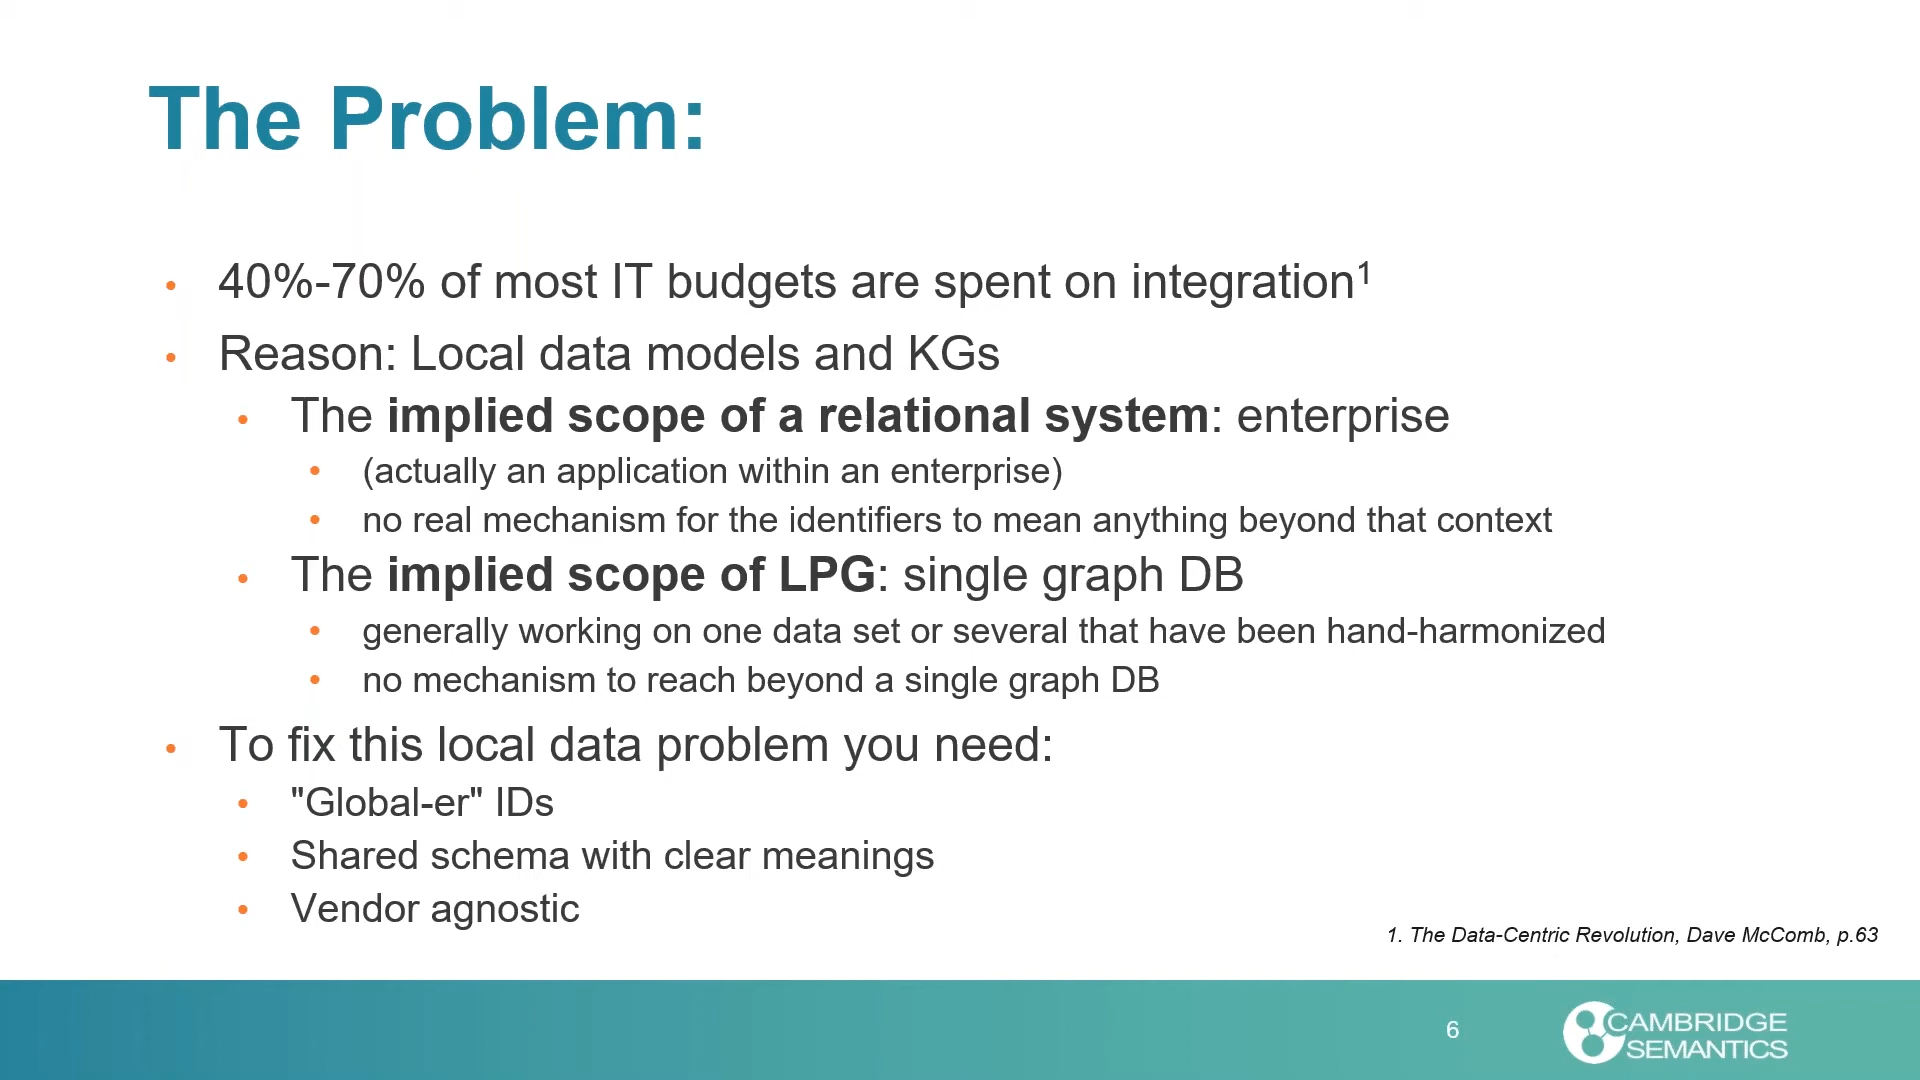 The Problem:
• 40%-70% of most IT budgets are spent on integration¹
• Reason: Local data models and KGs
• The implied scope of a relational system: enterprise
• (actually an application within an enterprise)
• no real mechanism for the identifiers to mean anything beyond that context
• The implied scope of LPG: single graph DB
• generally working on one data set or several that have been hand-harmonized
• no mechanism to reach beyond a single graph DB
• To fix this local data problem you need:
• "Global-er" IDs
• Shared schema with clear meanings
• Vendor agnostic
1. The Data-Centric Revolution, Dave McComb, p.63
6
CAMBRIDGE
SEMANTICS